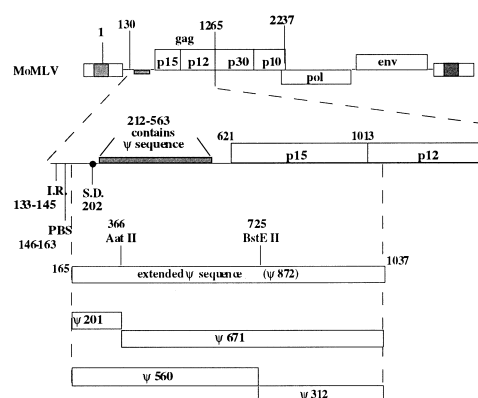 1
130
1265
2237
gag
MoMLV
p15
p12
p30
p10
pol
env
212-563
contains
ψ sequence
621
1013
p15
p12
I.R.
133-145
S.D.
202
PBS
146-163
366
Aat II
725
BstE II
165
extended ψ sequence (ψ 872)
1037
ψ 201
ψ 671
ψ 560
ψ 312